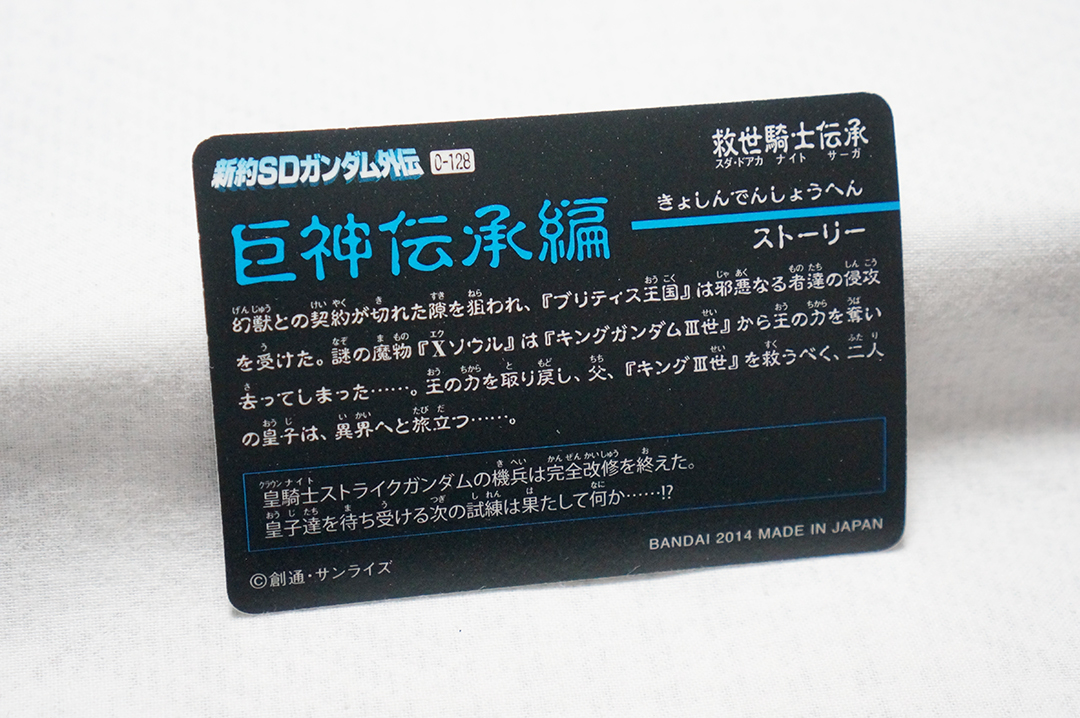 新約SDガンダム外伝 0-128
救世騎士伝承
スダ・ドアカ ナイト サーガ
巨神伝承編
きょしんでんしょうへん
ストーリー
幻獣との契約が切れた隙を狙われ、『ブリティス王国』は邪悪なる者達の侵攻
を受けた。謎の魔物『Xソウル』は『キングガンダムⅢ世』から王の力を奪い
去ってしまった……。王の力を取り戻し、父、『キングⅢ世』を救うべく、二人
の皇子は、異界へと旅立つ……。
皇騎士ストライクガンダムの機兵は完全改修を終えた。
皇子達を待ち受ける次の試練は果たして何か……!?
BANDAI 2014 MADE IN JAPAN
©創通・サンライズ